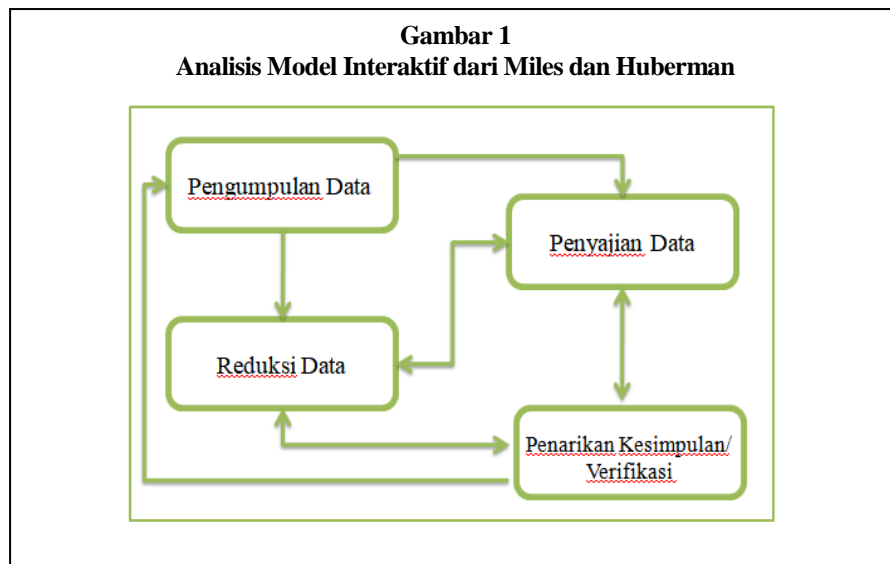 Gambar 1
Analisis Model Interaktif dari Miles dan Huberman
Pengumpulan Data
Penyajian Data
Reduksi Data
Penarikan Kesimpulan/
Verifikasi